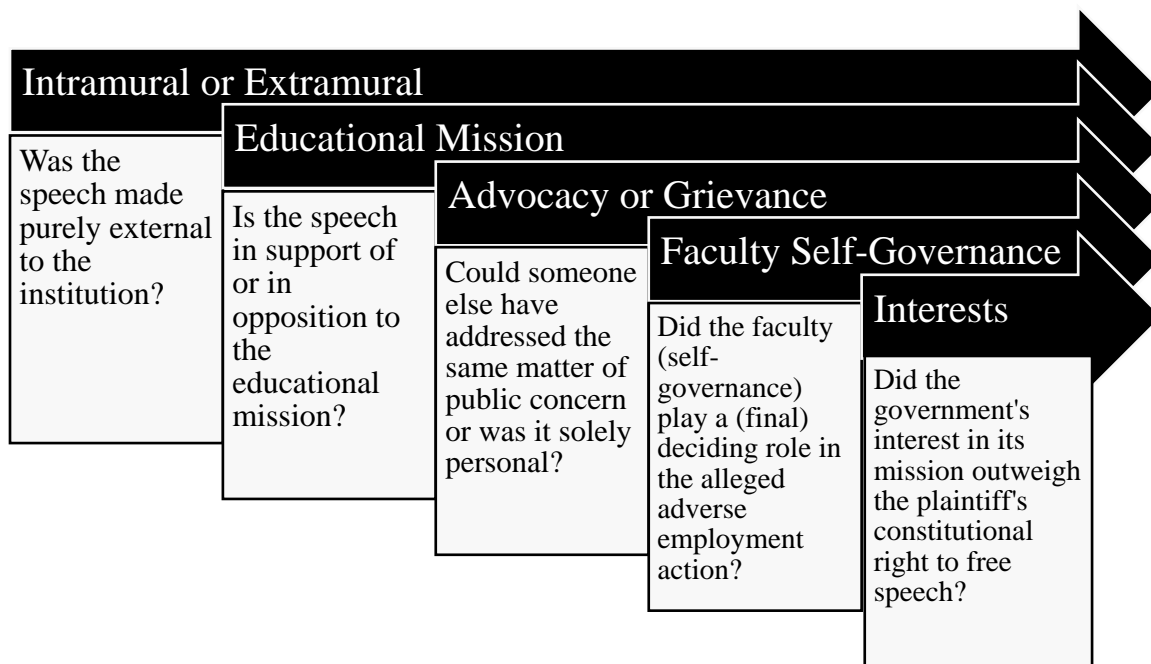 Intramural or Extramural
Was the
speech made
purely external
to the
institution?
Educational Mission
Is the speech
in support of
or in
opposition to
the
educational
mission?
Advocacy or Grievance
Could someone
else have
addressed the
same matter of
public concern
or was it solely
personal?
Faculty Self-Governance
Did the faculty
(self-
governance)
play a (final)
deciding role in
the alleged
adverse
employment
action?
Interests
Did the
government's
interest in its
mission outweigh
the plaintiff's
constitutional
right to free
speech?